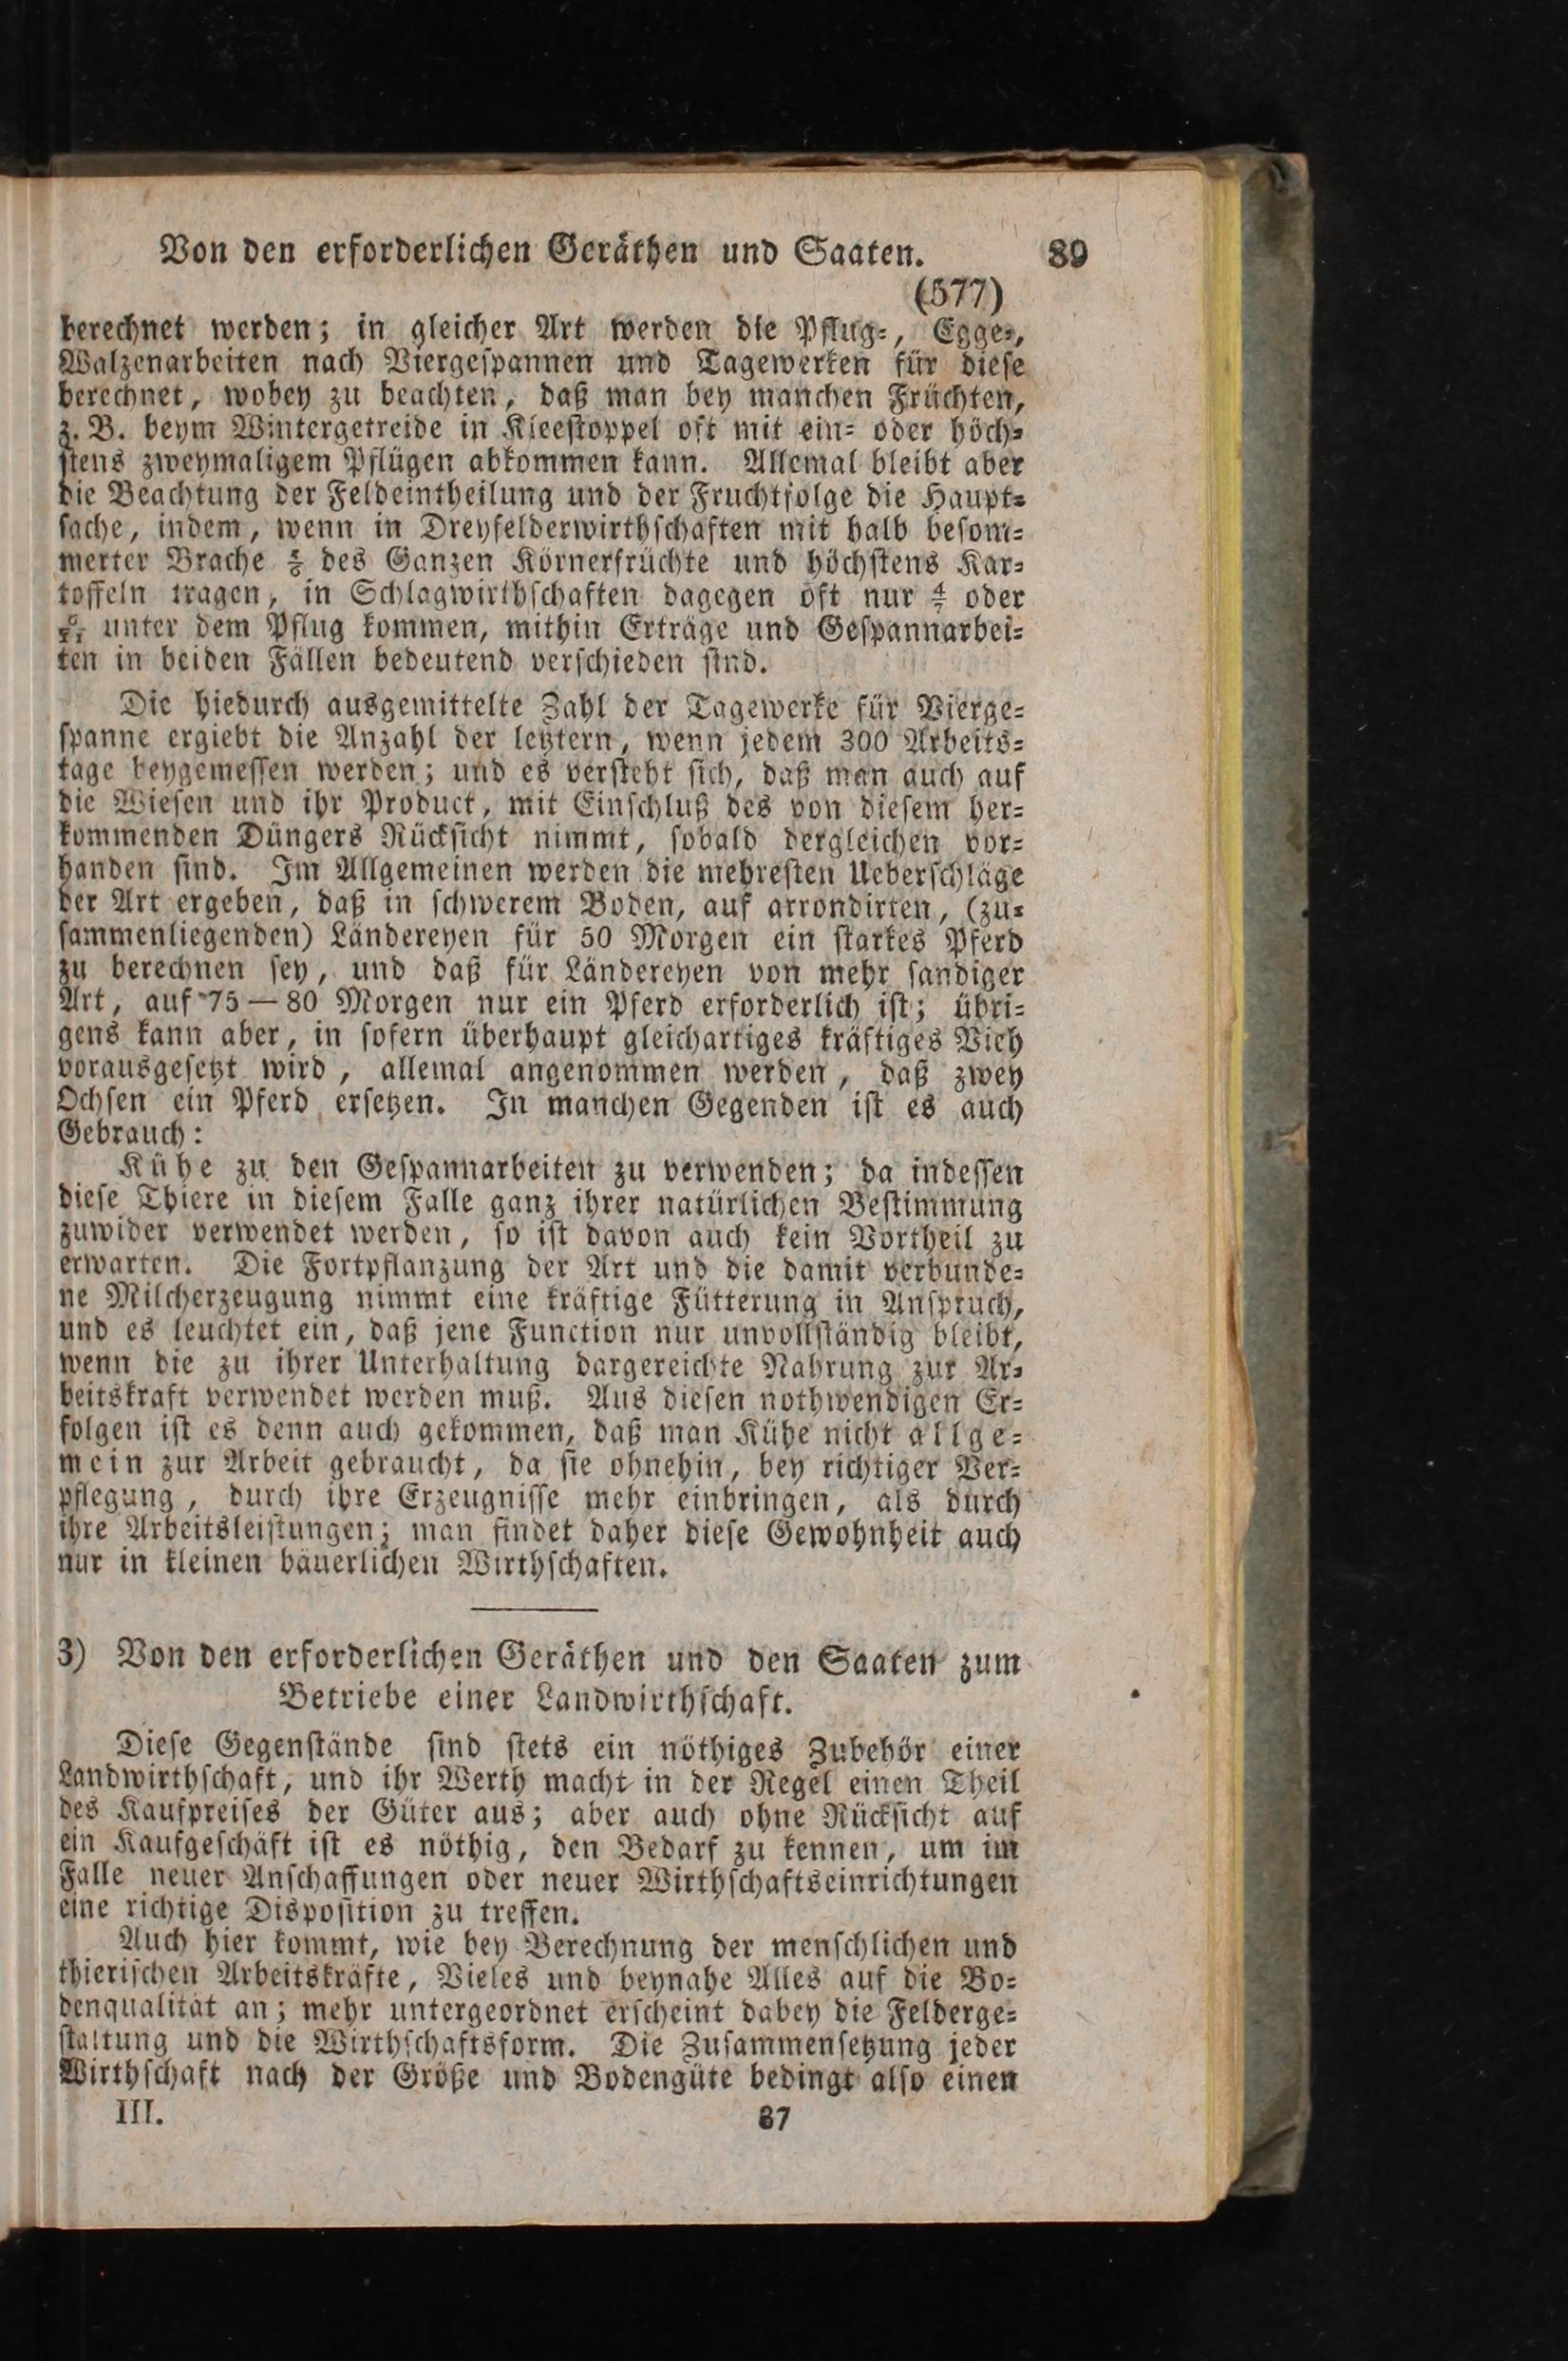 Von den erforderlichen Geräthen und Saaten. 89
(577)
berechnet werden; in gleicher Art werden die Pflug-, Egge-,
Walzenarbeiten nach Viergeſpannen und Tagewerken für dieſe
berechnet, wobey zu beachten, daß man bey manchen Früchten,
z. B. beym Wintergetreide in Kleeſtoppel oft mit ein- oder höch-
ſtens zweymaligem Pflügen abkommen kann. Allemal bleibt aber
die Beachtung der Feldeintheilung und der Fruchtfolge die Haupt-
ſache, indem, wenn in Dreyfelderwirthſchaften mit halb beſom-
merter Brache des Ganzen Körnerfrüchte und höchſtens Kar-
toffeln tragen, in Schlagwirthſchaften dagegen oft nur 4/7 oder
unter dem Pflug kommen, mithin Erträge und Geſpannarbei-
ten in beiden Fällen bedeutend verſchieden ſind.
Die hiedurch ausgemittelte Zahl der Tagewerke für Vierge-
ſpanne ergiebt die Anzahl der letztern, wenn jedem 300 Arbeits-
tage beygemeſſen werden; und es verſteht ſich, daß man auch auf
die Wieſen und ihr Product, mit Einſchluß des von dieſem her-
kommenden Düngers Rückſicht nimmt, ſobald dergleichen vor-
handen ſind. Im Allgemeinen werden die mehreſten Ueberſchläge
der Art ergeben, daß in ſchwerem Boden, auf arrondirten, (zu-
ſammenliegenden) Ländereyen für 50 Morgen ein ſtarkes Pferd
zu berechnen ſey, und daß für Ländereyen von mehr ſandiger
Art, auf 75 — 80 Morgen nur ein Pferd erforderlich iſt; übri-
gens kann aber, in ſofern überhaupt gleichartiges kräftiges Vieh
vorausgeſetzt wird, allemal angenommen werden, daß zwey
Ochſen ein Pferd erſetzen. In manchen Gegenden iſt es auch
Gebrauch:
Kühe zu den Geſpannarbeiten zu verwenden; da indeſſen
dieſe Thiere in dieſem Falle ganz ihrer natürlichen Beſtimmung
zuwider verwendet werden, ſo iſt davon auch kein Vortheil zu
erwarten. Die Fortpflanzung der Art und die damit verbunde-
ne Milcherzeugung nimmt eine kräftige Fütterung in Anſpruch,
und es leuchtet ein, daß jene Function nur unvollſtändig bleibt,
wenn die zu ihrer Unterhaltung dargereichte Nahrung zur Ar-
beitskraft verwendet werden muß. Aus dieſen nothwendigen Er-
folgen iſt es denn auch gekommen, daß man Kühe nicht allge-
mein zur Arbeit gebraucht, da ſie ohnehin, bey richtiger Ver-
pflegung, durch ihre Erzeugniſſe mehr einbringen, als durch
ihre Arbeitsleiſtungen; man findet daher dieſe Gewohnheit auch
nur in kleinen bäuerlichen Wirthſchaften.
3) Von den erforderlichen Geräthen und den Saaten zum
Betriebe einer Landwirthſchaft.
Dieſe Gegenſtände ſind ſtets ein nöthiges Zubehör einer
Landwirthſchaft, und ihr Werth macht in der Regel einen Theil
des Kaufpreiſes der Güter aus; aber auch ohne Rückſicht auf
ein Kaufgeſchäft iſt es nöthig, den Bedarf zu kennen, um im
Falle neuer Anſchaffungen oder neuer Wirthſchaftseinrichtungen
eine richtige Dispoſition zu treffen.
Auch hier kommt, wie bey Berechnung der menſchlichen und
thieriſchen Arbeitskräfte, Vieles und beynahe Alles auf die Bo-
denqualität an; mehr untergeordnet erſcheint dabey die Felderge-
ſtaltung und die Wirthſchaftsform. Die Zuſammenſetzung jeder
Wirthſchaft nach der Größe und Bodengüte bedingt alſo einen
III. 37